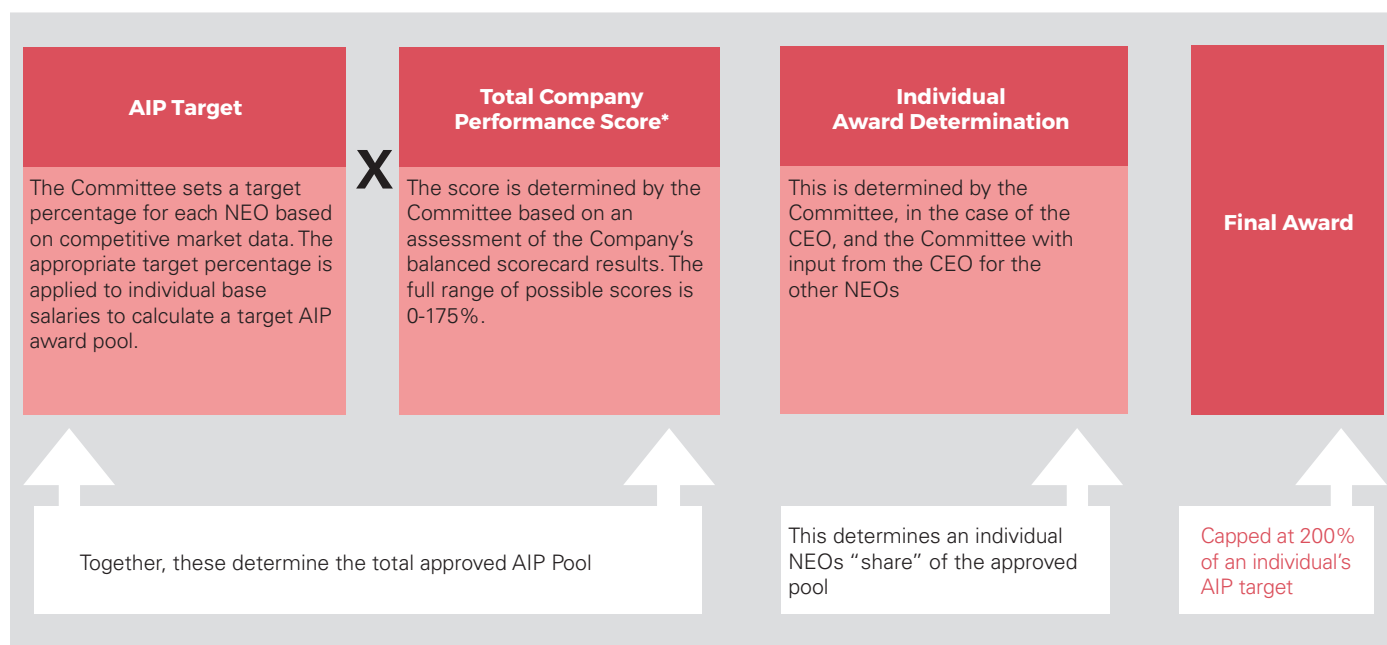 AIP Target
The Committee sets a target
percentage for each NEO based
on competitive market data. The
appropriate target percentage is
applied to individual base
salaries to calculate a target AIP
award pool.
X
Total Company
Performance Score*
The score is determined by the
Committee based on an
assessment of the Company's
balanced scorecard results. The
full range of possible scores is
0-175%.
Individual
Award Determination
This is determined by the
Committee, in the case of the
CEO, and the Committee with
input from the CEO for the
other NEOs
Final Award
Together, these determine the total approved AIP Pool
This determines an individual
NEOs “share” of the approved
pool
Capped at 200%
of an individual's
AIP target